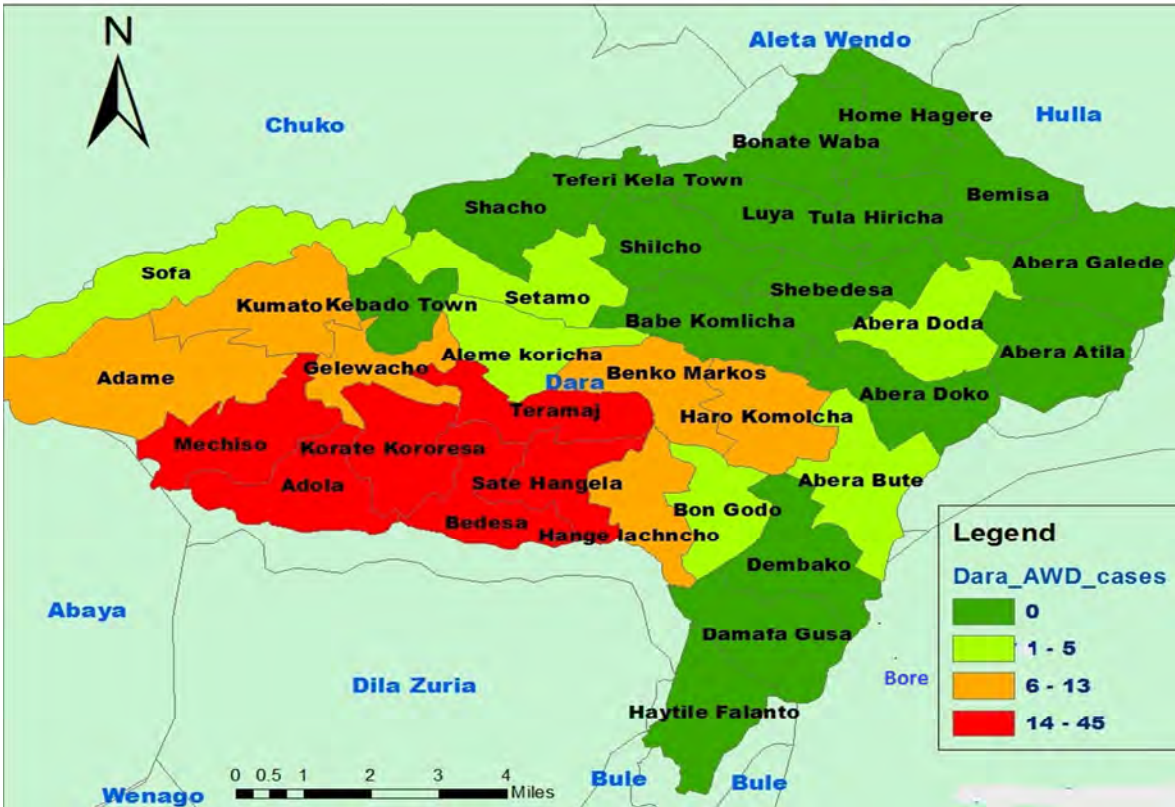 N
Aleta Wendo
Chuko
Hulla
Home Hagere
Bonate Waba
Teferi Kela Town
Bemisa
Shacho
Luya
Tula Hiricha
Shilcho
Abera Galede
Sofa
Shebedesa
Setamo
Kumato
Kebado Town
Babe Komlicha
Abera Doda
Aleme koricha
Abera Atila
Gelewacho
Benko Markos
Adame
Dara
Abera Doko
Teramaj
Haro Komolcha
Mechiso
Korate Kororesa
Abera Bute
Adola
Sate Hangela
Bon Godo
Bedesa
Hange lachncho
Dembako
Abaya
Damafa Gusa
Dila Zuria
Bore
Haytile Falanto
Bule
Bule
Wenago
0 0.5 1 2 3 4
Miles
Legend
Dara_AWD_cases
0
1 - 5
6 - 13
14 - 45